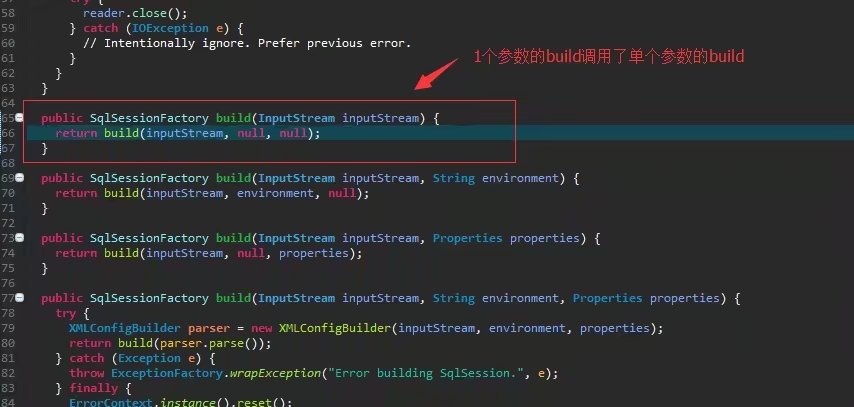 57 try {
58 reader.close();
59 } catch (IOException e) {
60 // Intentionally ignore. Prefer previous error.
61 }
62 }
63 }
1个参数的build调用了单个参数的build
64
65 public SqlSessionFactory build(InputStream inputStream) {
66 return build(inputStream, null, null);
67 }
68
69 public SqlSessionFactory build(InputStream inputStream, String environment) {
70 return build(inputStream, environment, null);
71 }
72
73 public SqlSessionFactory build(InputStream inputStream, Properties properties) {
74 return build(inputStream, null, properties);
75 }
76
77 public SqlSessionFactory build(InputStream inputStream, String environment, Properties properties) {
78 try {
79 XMLConfigBuilder parser = new XMLConfigBuilder(inputStream, environment, properties);
80 return build(parser.parse());
81 } catch (Exception e) {
82 throw ExceptionFactory.wrapException("Error building SqlSession.", e);
83 } finally {
84 ErrorContext.instance().reset();